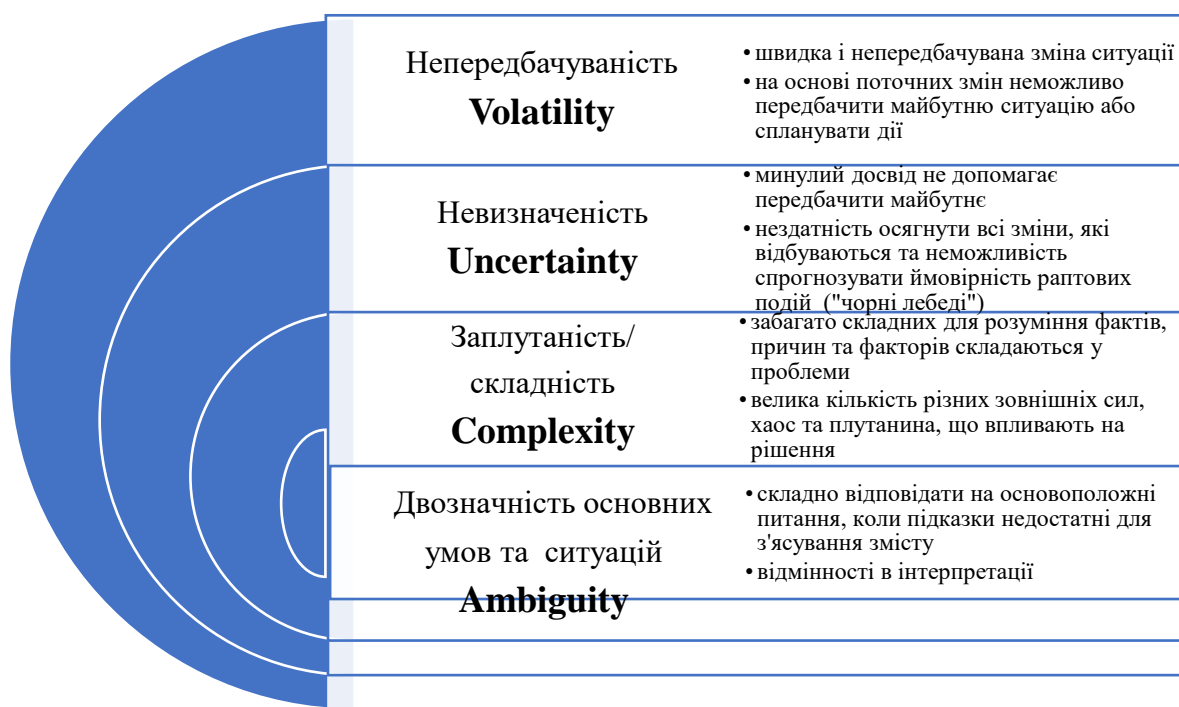 Непередбачуваність
Volatility
• швидка і непередбачувана зміна ситуації
• на основі поточних змін неможливо
передбачити майбутню ситуацію або
спланувати дії
Невизначеність
Uncertainty
• минулий досвід не допомагає
передбачити майбутнє
• нездатність осягнути всі зміни, які
відбуваються та неможливість
спрогнозувати ймовірність раптових
подій ("чорні лебеді")
Заплутаність/
складність
Complexity
• забагато складних для розуміння фактів,
причин та факторів складаються у
проблеми
• велика кількість різних зовнішніх сил,
хаос та плутанина, що впливають на
рішення
Двозначність основних
умов та ситуацій
Ambiguity
• складно відповідати на основоположні
питання, коли підказки недостатні для
з'ясування змісту
• відмінності в інтерпретації